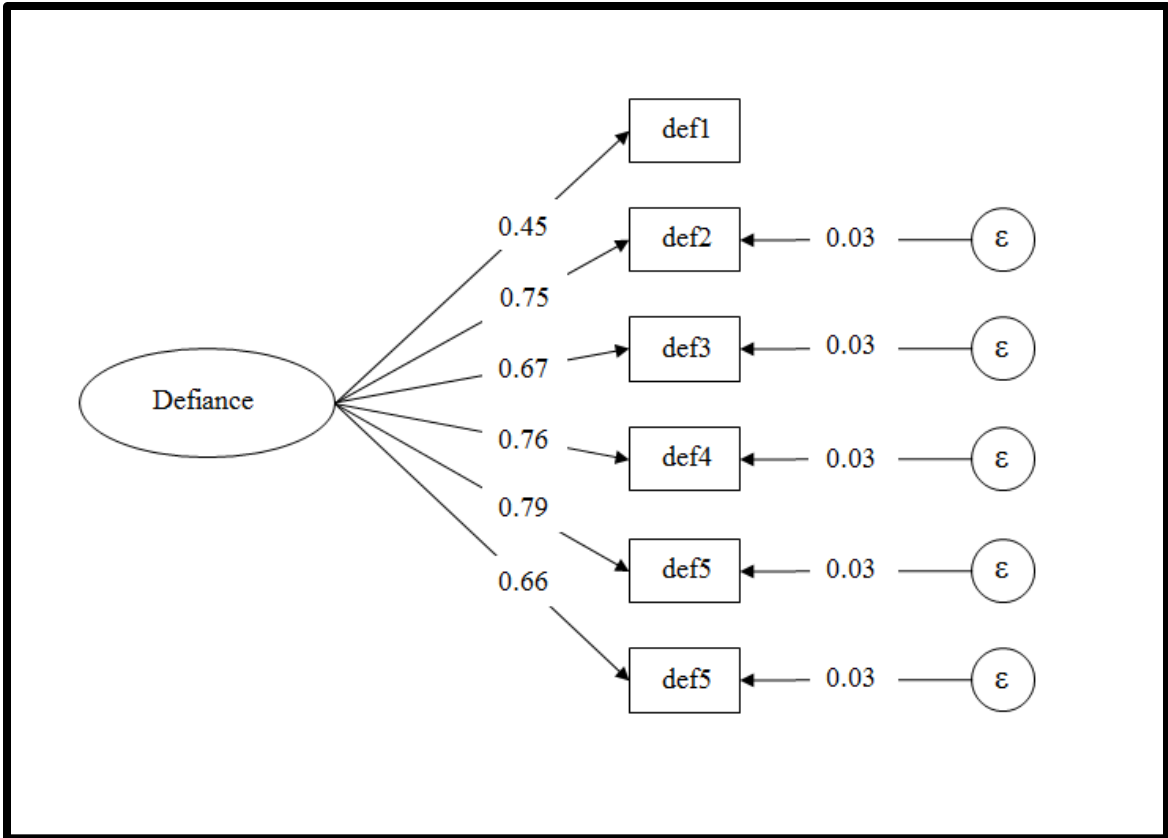 def1
0.45
def2
0.03
ε
0.75
def3
0.03
ε
0.67
Defiance
0.76
def4
0.03
ε
0.79
def5
0.03
ε
0.66
def5
0.03
ε